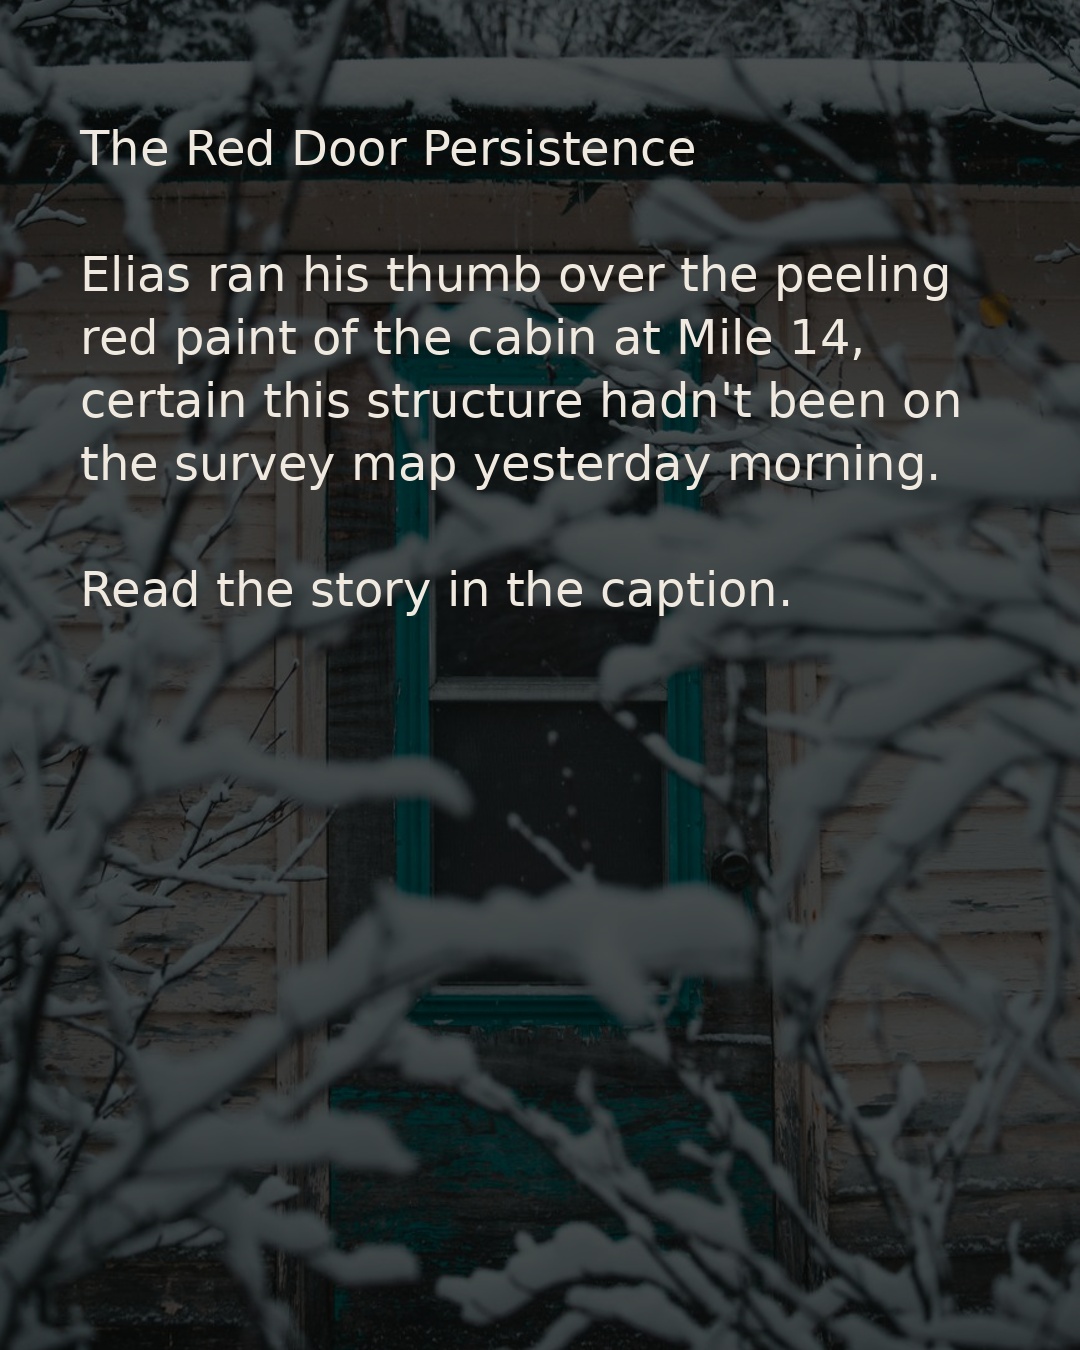 The Red Door Persistence
Elias ran his thumb over the peeling
red paint of the cabin at Mile 14,
certain this structure hadn't been on
the survey map yesterday morning.
Read the story in the caption.